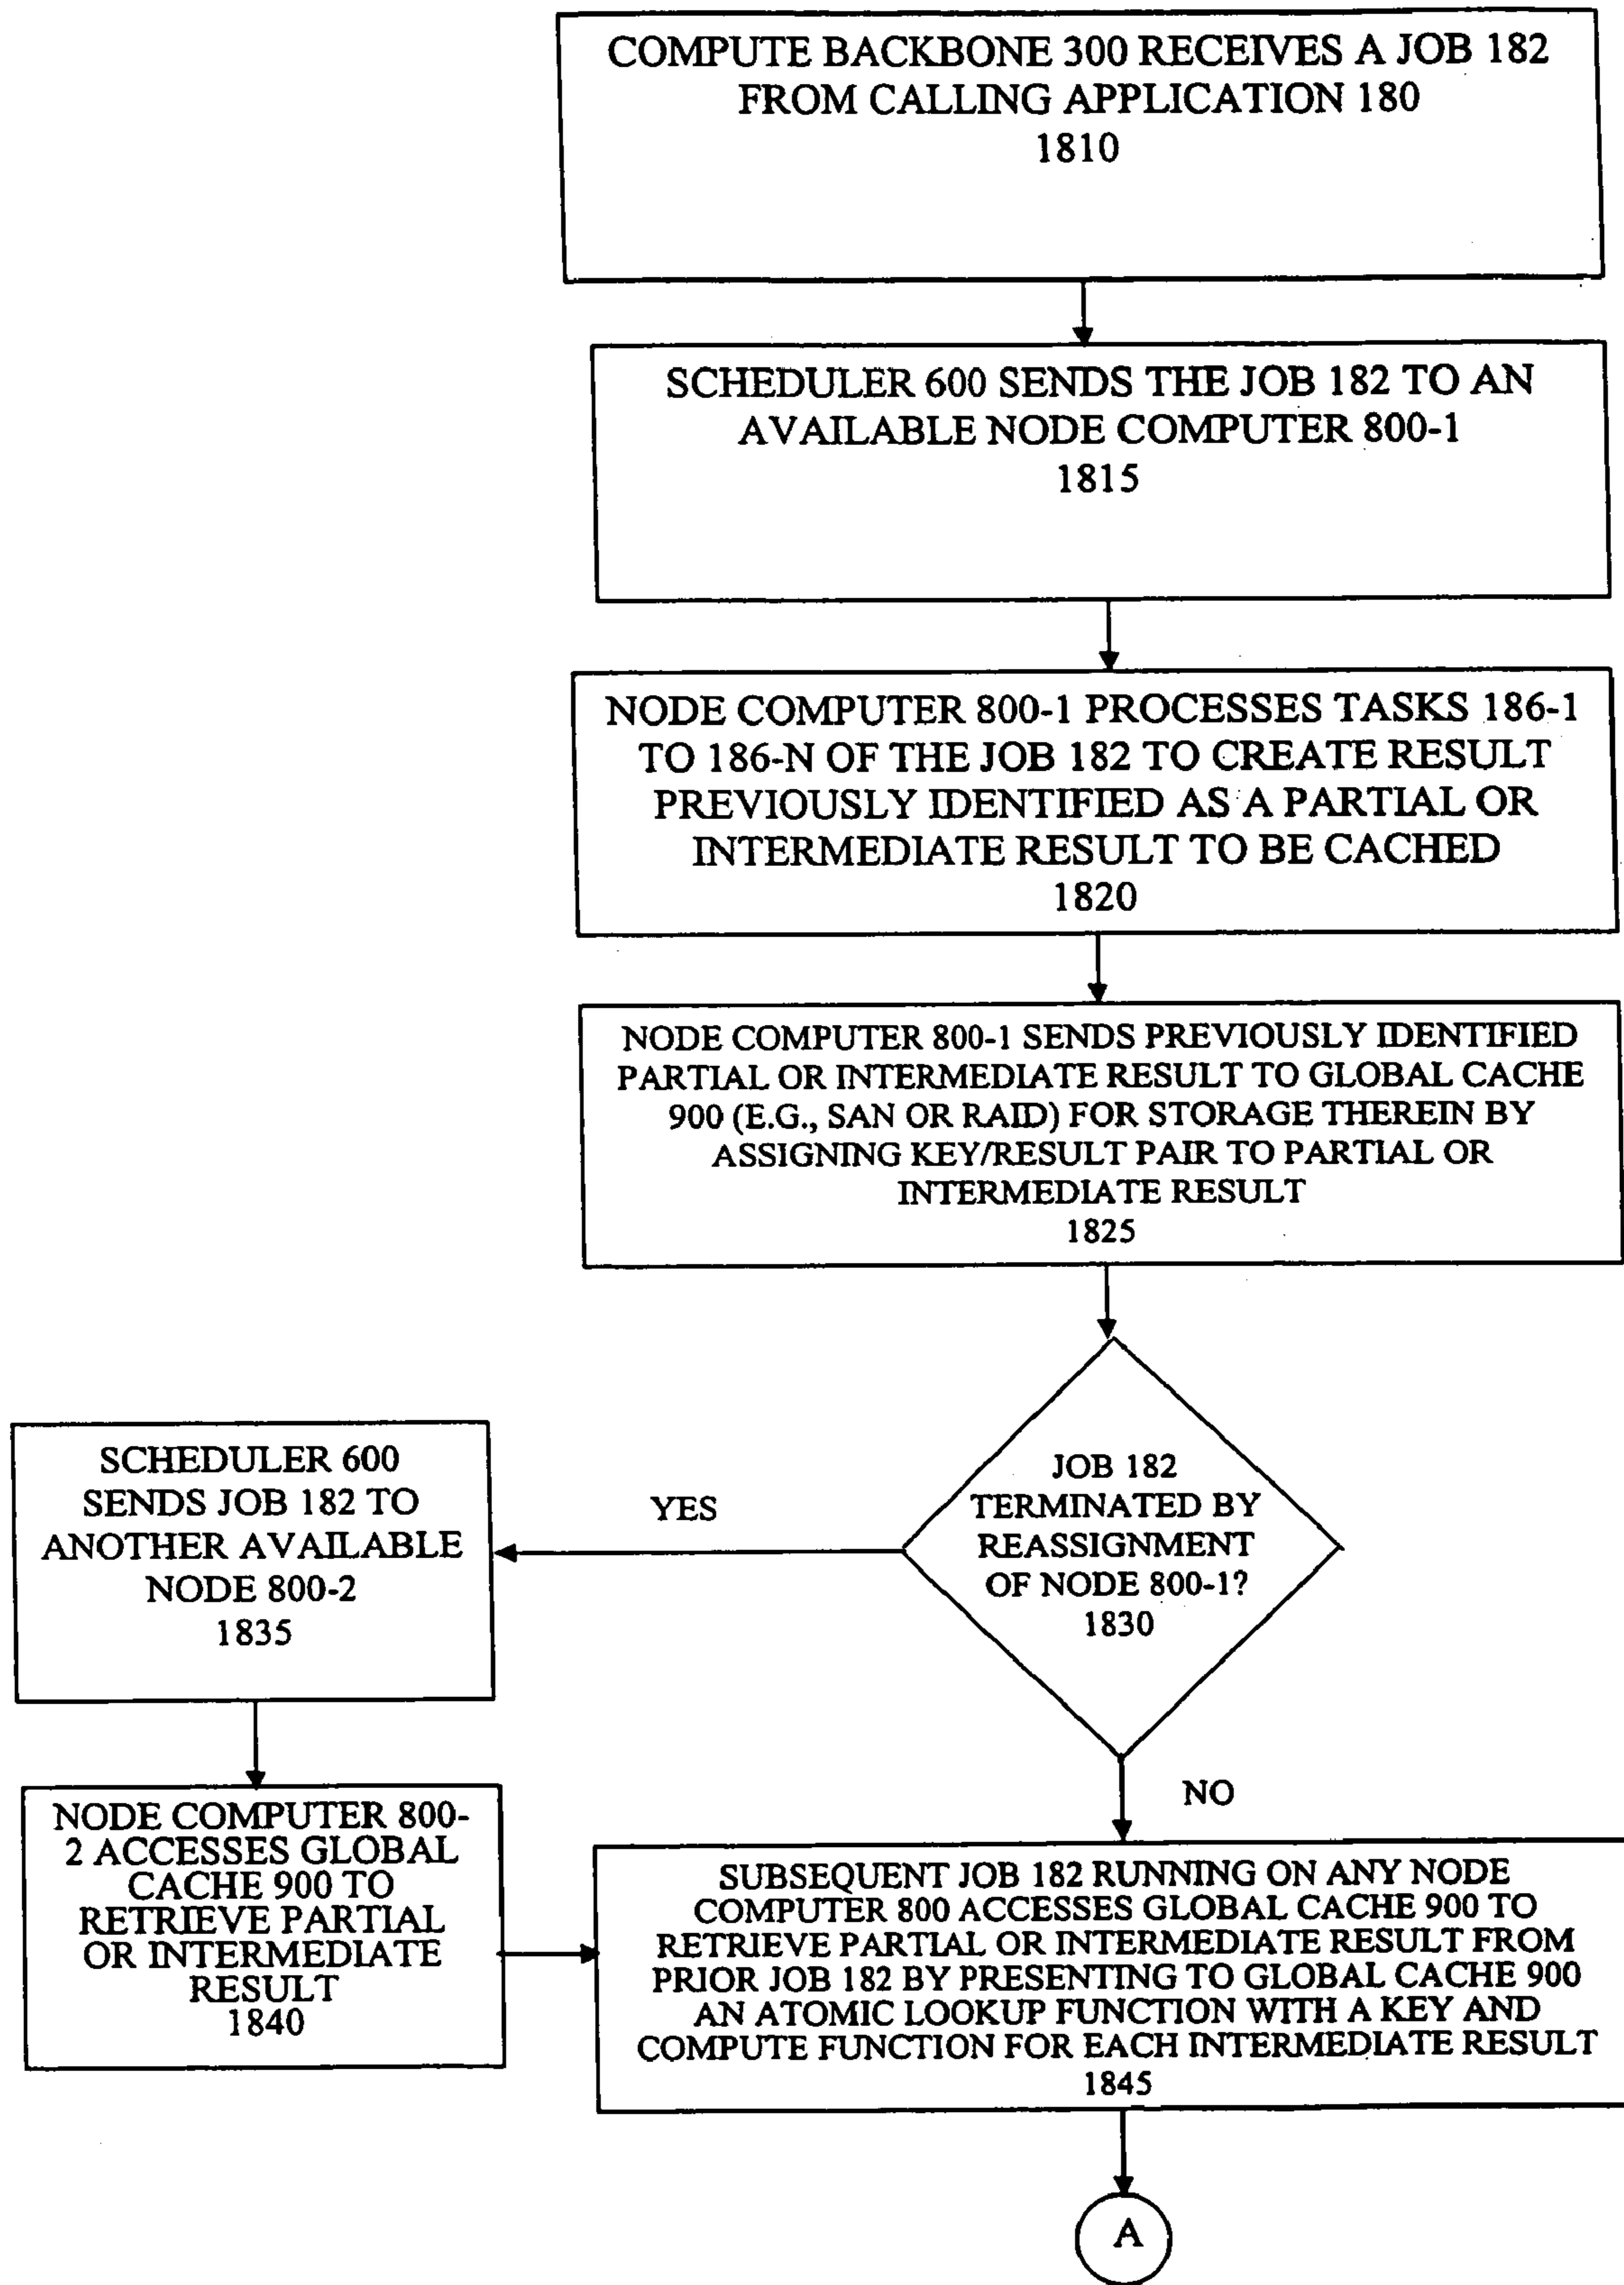 COMPUTE BACKBONE 300 RECEIVES A JOB 182
FROM CALLING APPLICATION 180
1810
SCHEDULER 600 SENDS THE JOB 182 TO AN
AVAILABLE NODE COMPUTER 800-1
1815
NODE COMPUTER 800-1 PROCESSES TASKS 186-1
TO 186-N OF THE JOB 182 TO CREATE RESULT
PREVIOUSLY IDENTIFIED AS A PARTIAL OR
INTERMEDIATE RESULT TO BE CACHED
1820
NODE COMPUTER 800-1 SENDS PREVIOUSLY IDENTIFIED
PARTIAL OR INTERMEDIATE RESULT TO GLOBAL CACHE
900 (E.G., SAN OR RAID) FOR STORAGE THEREIN BY
ASSIGNING KEY/RESULT PAIR TO PARTIAL OR
INTERMEDIATE RESULT
1825
JOB 182
TERMINATED BY
REASSIGNMENT
OF NODE 800-1?
1830
YES
SCHEDULER 600
SENDS JOB 182 TO
ANOTHER AVAILABLE
NODE 800-2
1835
NODE COMPUTER 800-
2 ACCESSES GLOBAL
CACHE 900 TO
RETRIEVE PARTIAL
OR INTERMEDIATE
RESULT
1840
NO
SUBSEQUENT JOB 182 RUNNING ON ANY NODE
COMPUTER 800 ACCESSES GLOBAL CACHE 900 TO
RETRIEVE PARTIAL OR INTERMEDIATE RESULT FROM
PRIOR JOB 182 BY PRESENTING TO GLOBAL CACHE 900
AN ATOMIC LOOKUP FUNCTION WITH A KEY AND
COMPUTE FUNCTION FOR EACH INTERMEDIATE RESULT
1845
A